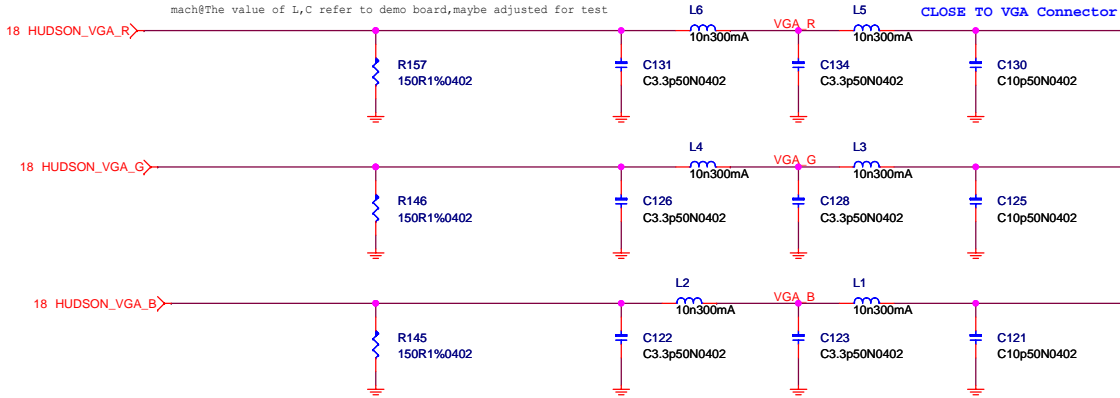 mach@The value of L,C refer to demo board,maybe adjusted for test
CLOSE TO VGA Connector
18 HUDSON_VGA_R
L6
10n300mA
VGA_R
L5
10n300mA
R157
150R1%0402
C131
C3.3p50N0402
C134
C3.3p50N0402
C130
C10p50N0402
18 HUDSON_VGA_G
L4
10n300mA
VGA_G
L3
10n300mA
R146
150R1%0402
C126
C3.3p50N0402
C128
C3.3p50N0402
C125
C10p50N0402
18 HUDSON_VGA_B
L2
10n300mA
VGA_B
L1
10n300mA
R145
150R1%0402
C122
C3.3p50N0402
C123
C3.3p50N0402
C121
C10p50N0402